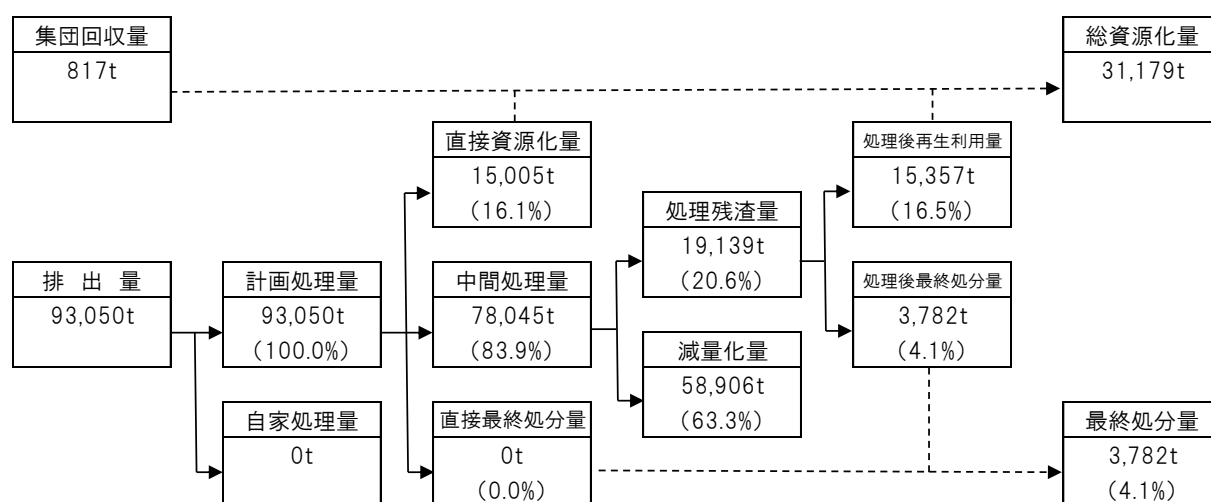 集団回収量
817t
総資源化量
31,179t
直接資源化量
15,005t
(16.1%)
処理後再生利用量
15,357t
(16.5%)
処理残渣量
19,139t
(20.6%)
排 出 量
93,050t
計画処理量
93,050t
(100.0%)
中間処理量
78,045t
(83.9%)
処理後最終処分量
3,782t
(4.1%)
減量化量
58,906t
(63.3%)
自家処理量
0t
直接最終処分量
0t
(0.0%)
最終処分量
3,782t
(4.1%)